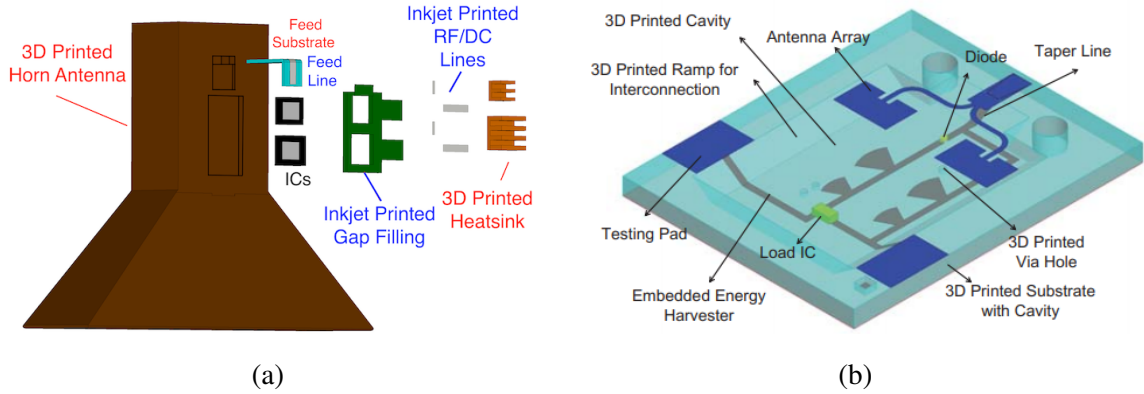 3D Printed
Horn Antenna
Feed
Substrate
Feed
Line
ICs
Inkjet Printed
RF/DC
Lines
Inkjet Printed
Gap Filling
3D Printed
Heatsink
(a)
3D Printed Cavity
Antenna Array
3D Printed Ramp for
Interconnection
Diode
Taper Line
Testing Pad
Load IC
Embedded Energy
Harvester
3D Printed
Via Hole
3D Printed Substrate
with Cavity
(b)